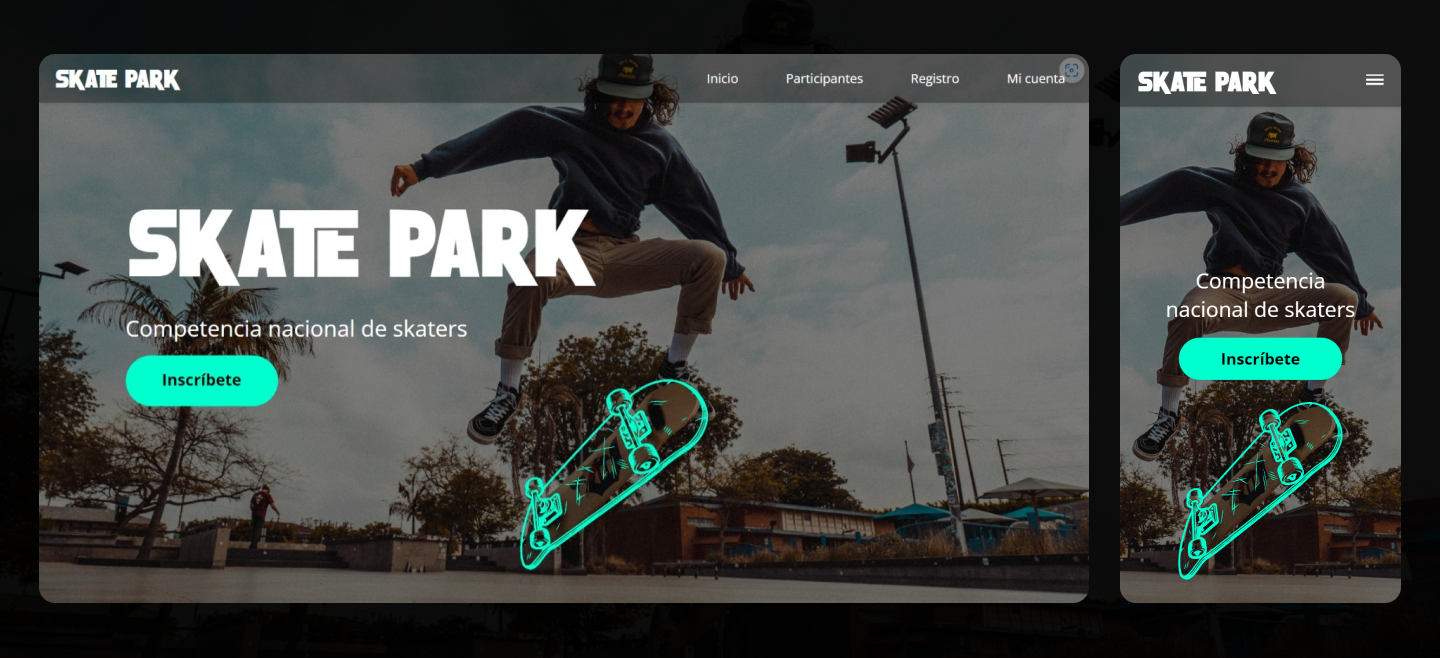 SKATE PARK
Inicio Participantes Registro Mi cuenta
SKATE PARK
Competencia nacional de skaters
Inscríbete
SKATE PARK
Competencia
nacional de skaters
Inscríbete